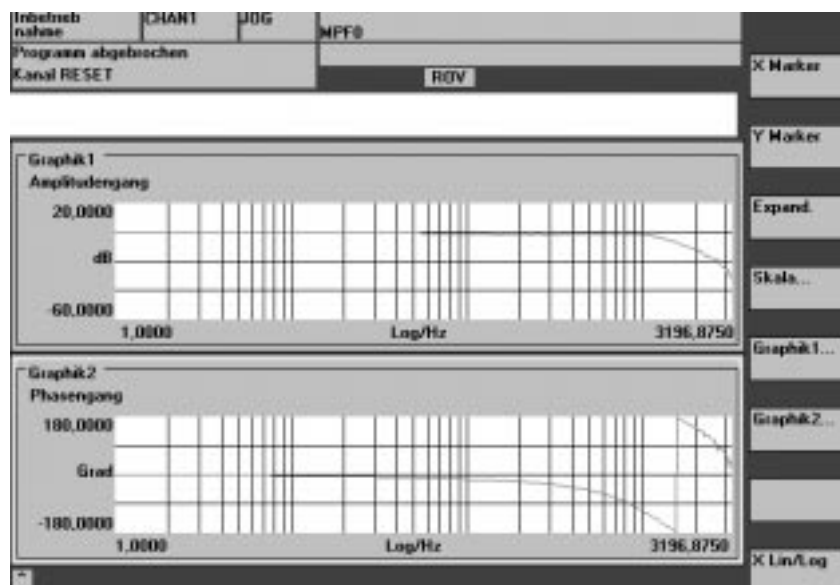 Inbetrieb
nahme
CHAN1
JOG
MPF0
Programm abgebrochen
Kanal RESET
ROV
Graphik1
Amplitudengang
20,0000
dB
-60,0000
1,0000
Log/Hz
3196,8750
Graphik2
Phasengang
180,0000
Grad
-180,0000
1,0000
Log/Hz
3196,8750
X Marker
Y Marker
Expand.
Skala...
Graphik1...
Graphik2...
X Lin/Log
^